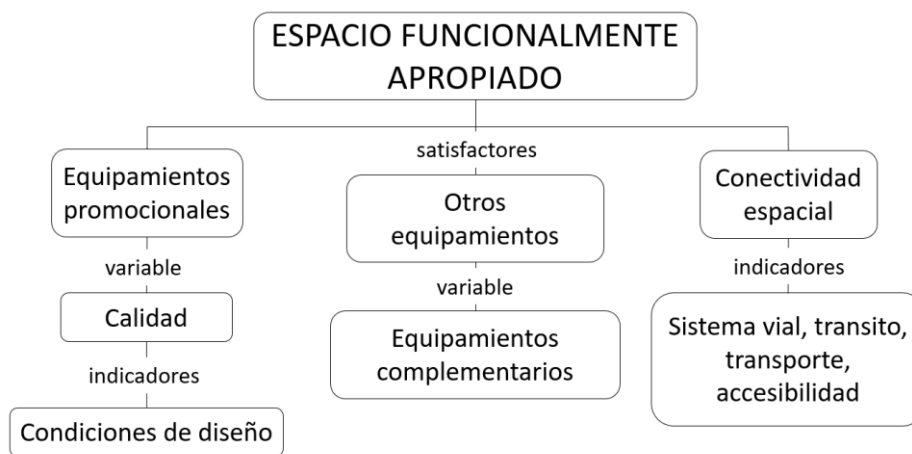 ESPACIO FUNCIONALMENTE
APROPIADO
satisfactores
Equipamientos
promocionales
variable
Calidad
indicadores
Condiciones de diseño
Otros
equipamientos
variable
Equipamientos
complementarios
Conectividad
espacial
indicadores
Sistema vial, transito,
transporte,
accesibilidad